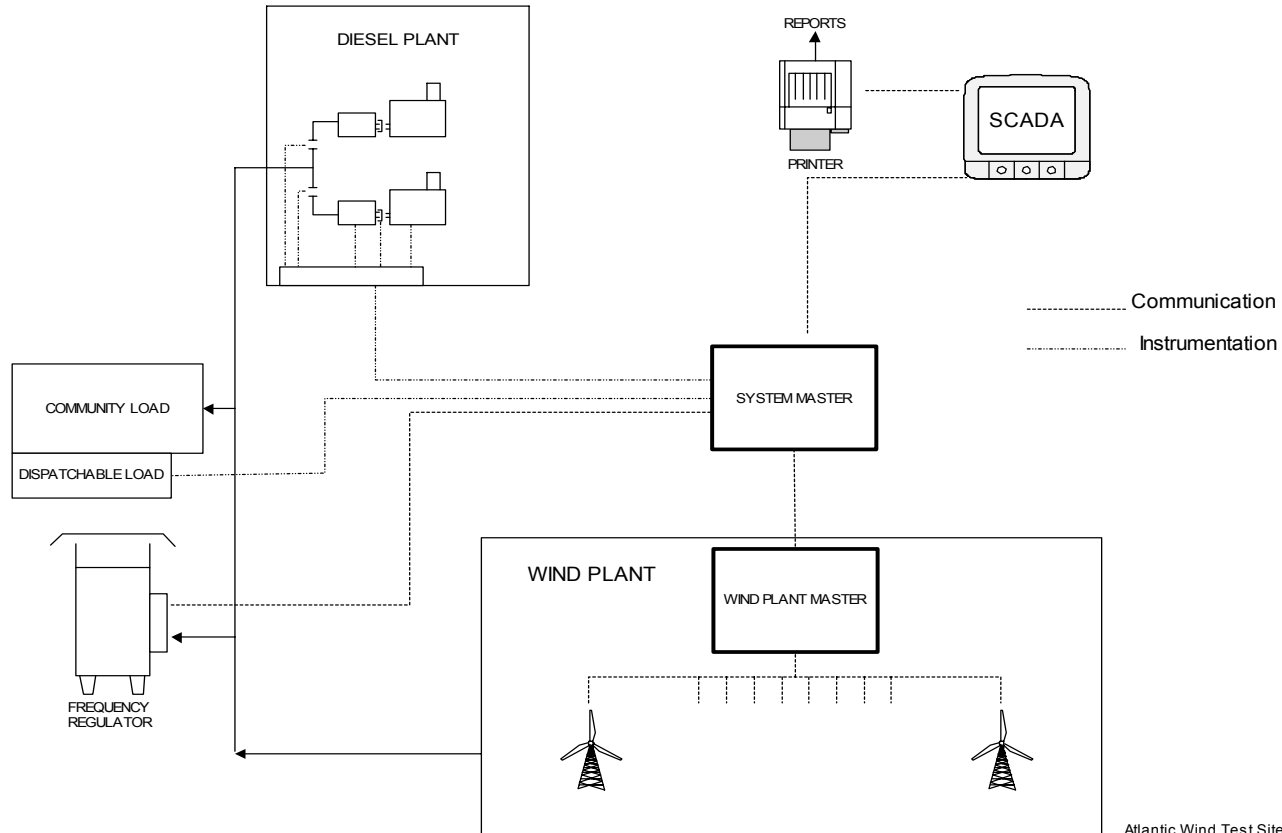 REPORTS
DIESEL PLANT
SCADA
PRINTER
Communication
Instrumentation
COMMUNITY LOAD
SYSTEM MASTER
DISPATCHABLE LOAD
WIND PLANT
WIND PLANT MASTER
FREQUENCY
REGULATOR
Atlantic Wind Test Site